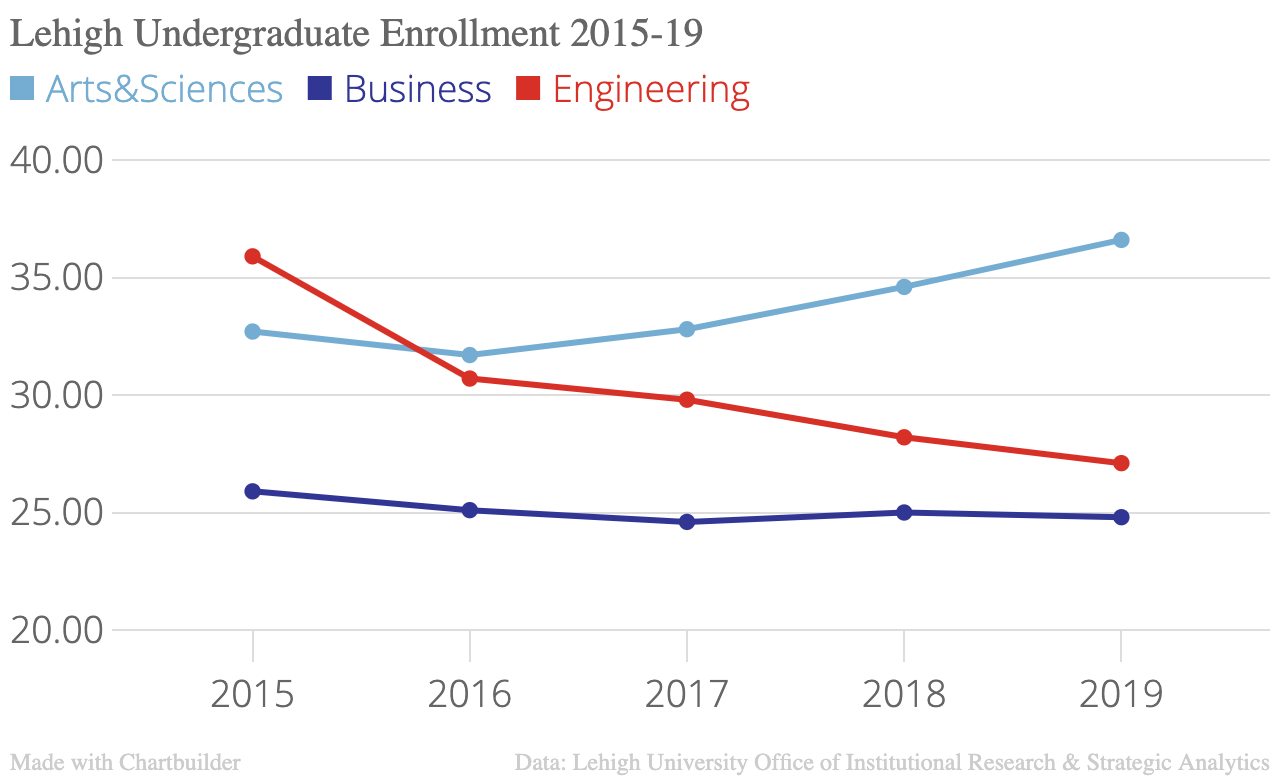 Lehigh Undergraduate Enrollment 2015-19
Arts&Sciences Business Engineering
40.00
35.00
30.00
25.00
20.00
2015 2016 2017 2018 2019
Made with Chartbuilder Data: Lehigh University Office of Institutional Research & Strategic Analytics